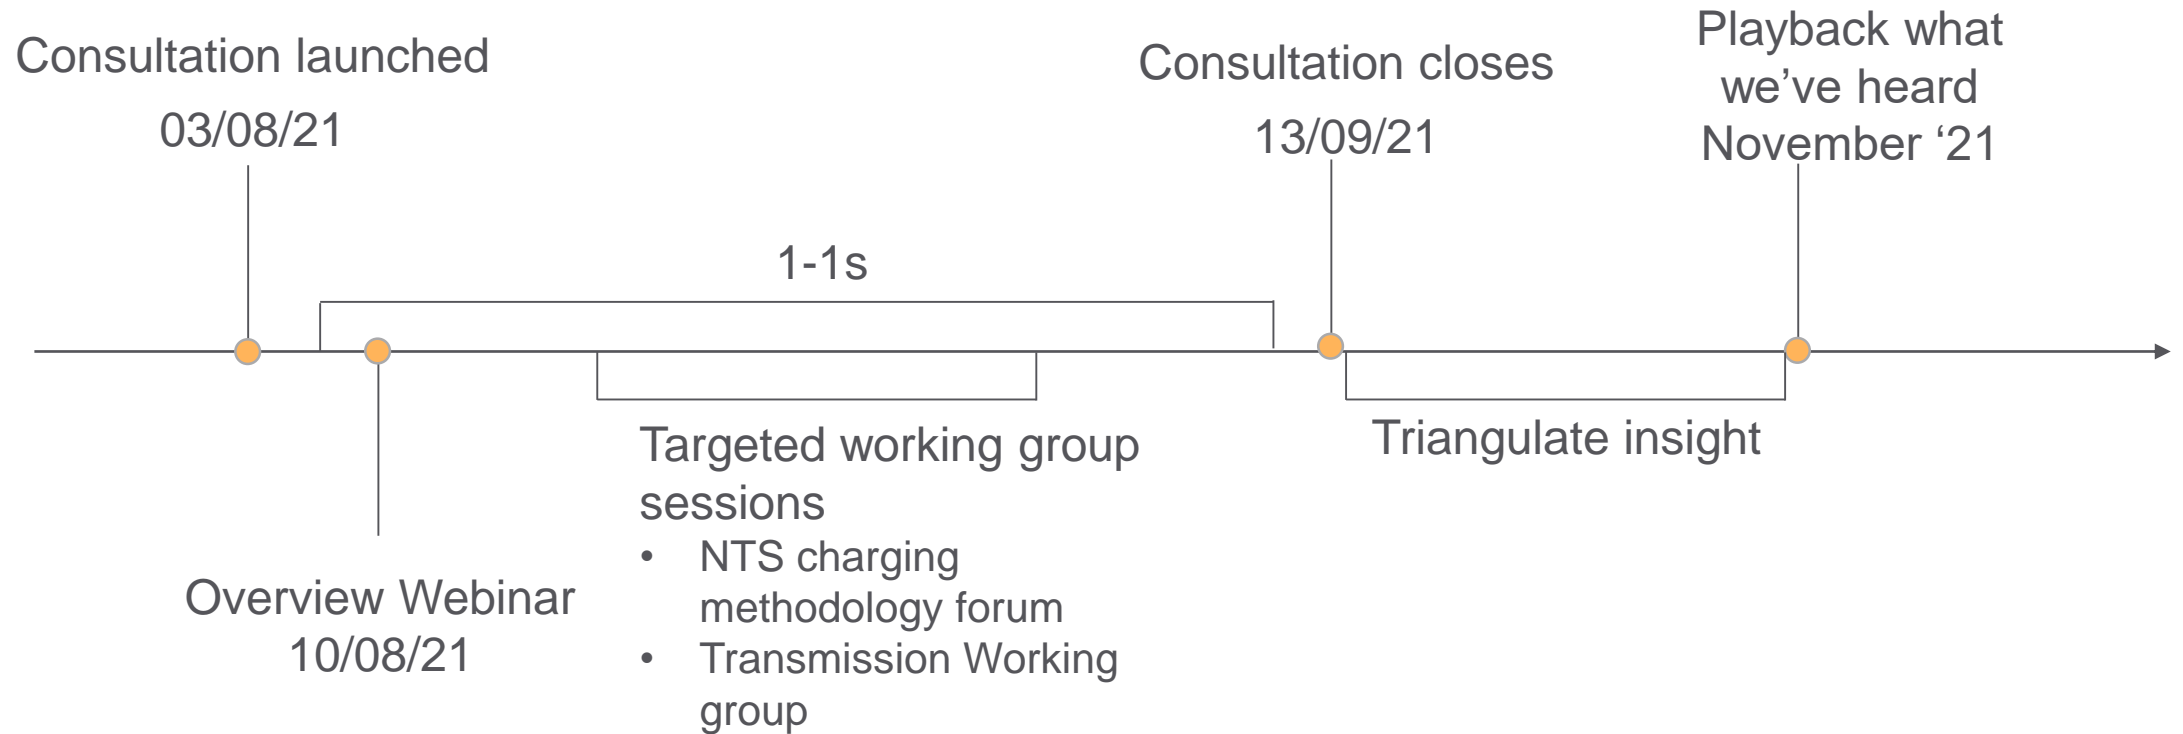 Consultation launched
03/08/21
Consultation closes
13/09/21
Playback what
we’ve heard
November ‘21
1-1s
Overview Webinar
10/08/21
Targeted working group
sessions
• NTS charging
methodology forum
• Transmission Working
group
Triangulate insight